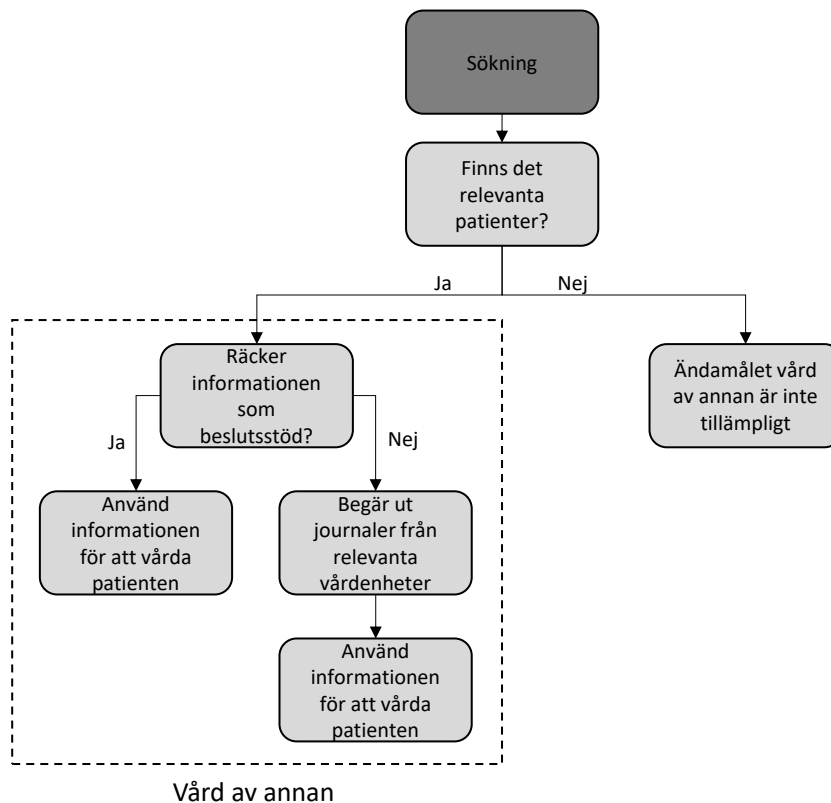 Sökning
Finns det
relevanta
patienter?
Ja
Nej
Räcker
informationen
som
beslutsstöd?
Ändamålet vård
av annan är inte
tillämpligt
Ja
Nej
Använd
informationen
för att vårda
patienten
Begär ut
journaler från
relevanta
vårdenheter
Använd
informationen
för att vårda
patienten
Vård av annan